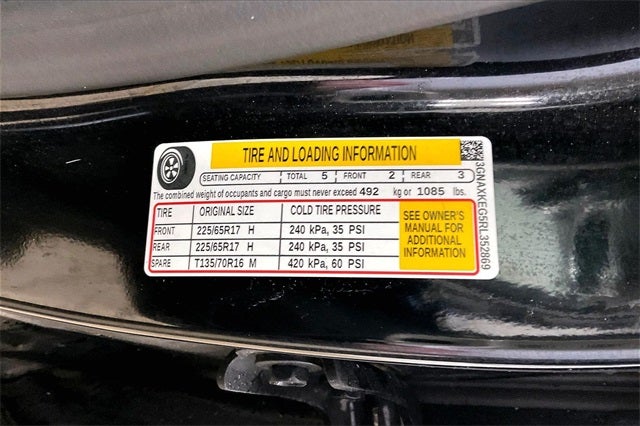 TIRE AND LOADING INFORMATION
SEATING CAPACITY TOTAL 5 FRONT 2 REAR 3
The combined weight of occupants and cargo must never exceed 492 kg or 1085 lbs.
TIRE ORIGINAL SIZE COLD TIRE PRESSURE
FRONT 225/65R17 H 240 kPa, 35 PSI
REAR 225/65R17 H 240 kPa, 35 PSI
SPARE T135/70R16 M 420 kPa, 60 PSI
SEE OWNER'S
MANUAL FOR
ADDITIONAL
INFORMATION
3GNAXKEG5RL352869